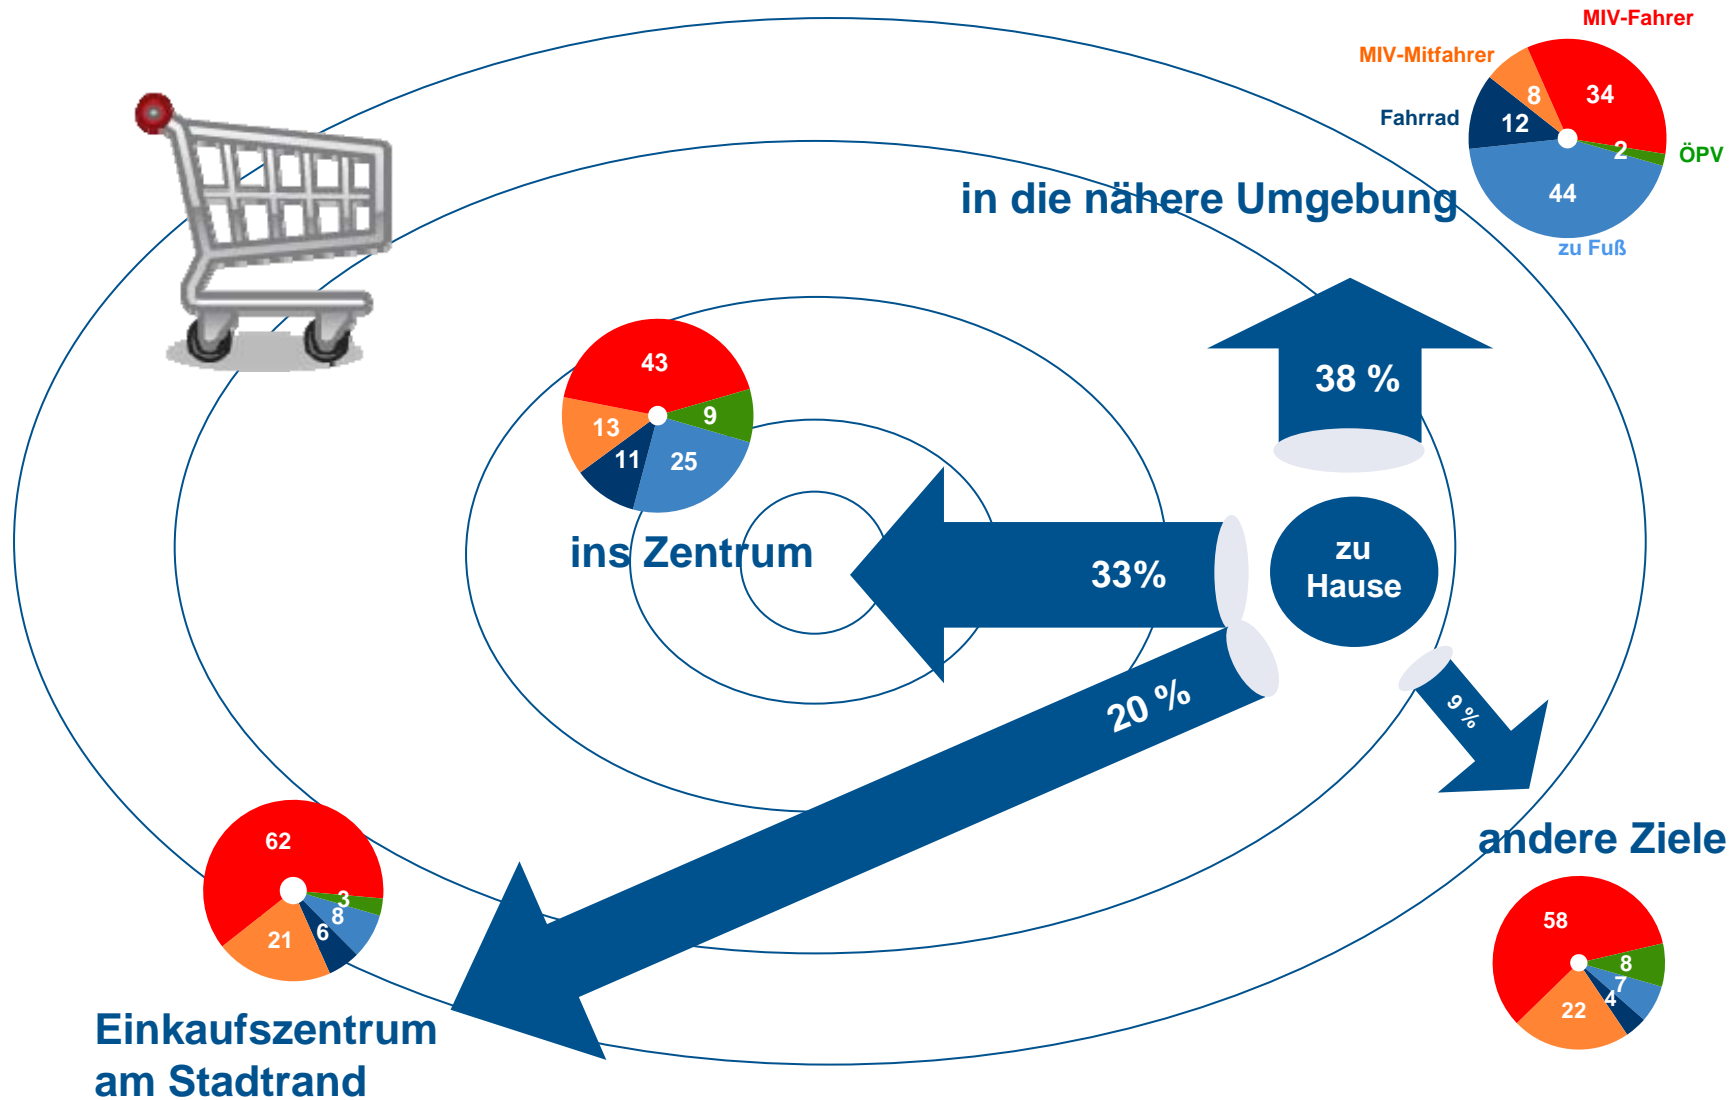 MIV-Fahrer
MIV-Mitfahrer
Fahrrad
ÖPV
zu Fuß
34
8
12
2
44
in die nähere Umgebung
38 %
43
13
9
11
25
ins Zentrum
33%
zu
Hause
20 %
9 %
62
3
8
6
21
Einkaufszentrum
am Stadtrand
andere Ziele
58
8
7
4
22